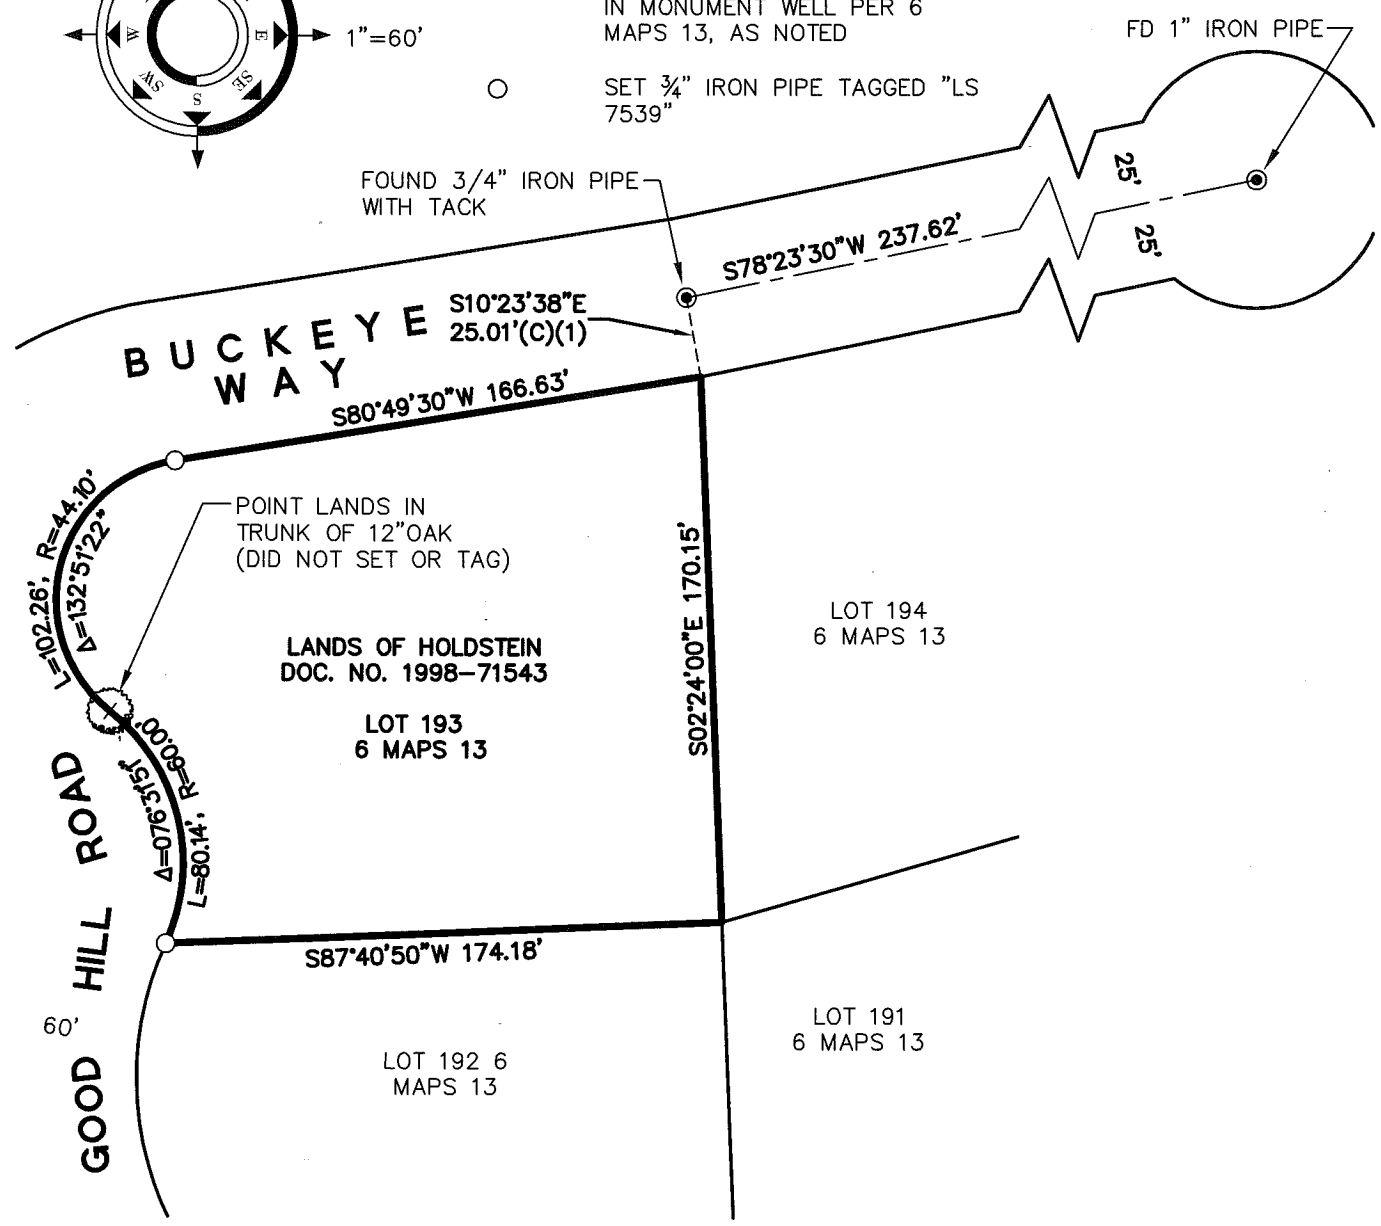 W
E
SW
SE
S
1"=60'
IN MONUMENT WELL PER 6
MAPS 13, AS NOTED
SET ¾" IRON PIPE TAGGED "LS
7539"
FD 1" IRON PIPE
FOUND 3/4" IRON PIPE
WITH TACK
25'
25'
S78°23'30"W 237.62'
S10°23'38"E
25.01'(C)(1)
BUCKEYE
WAY
S80°49'30"W 166.63'
L=102.26', R=44.10'
Δ=132°51'22"
POINT LANDS IN
TRUNK OF 12"OAK
(DID NOT SET OR TAG)
S02°24'00"E 170.15'
LOT 194
6 MAPS 13
LANDS OF HOLDSTEIN
DOC. NO. 1998-71543
LOT 193
6 MAPS 13
Δ=076°31'51"
L=80.14', R=60.00'
GOOD HILL ROAD
60'
S87°40'50"W 174.18'
LOT 192 6
MAPS 13
LOT 191
6 MAPS 13